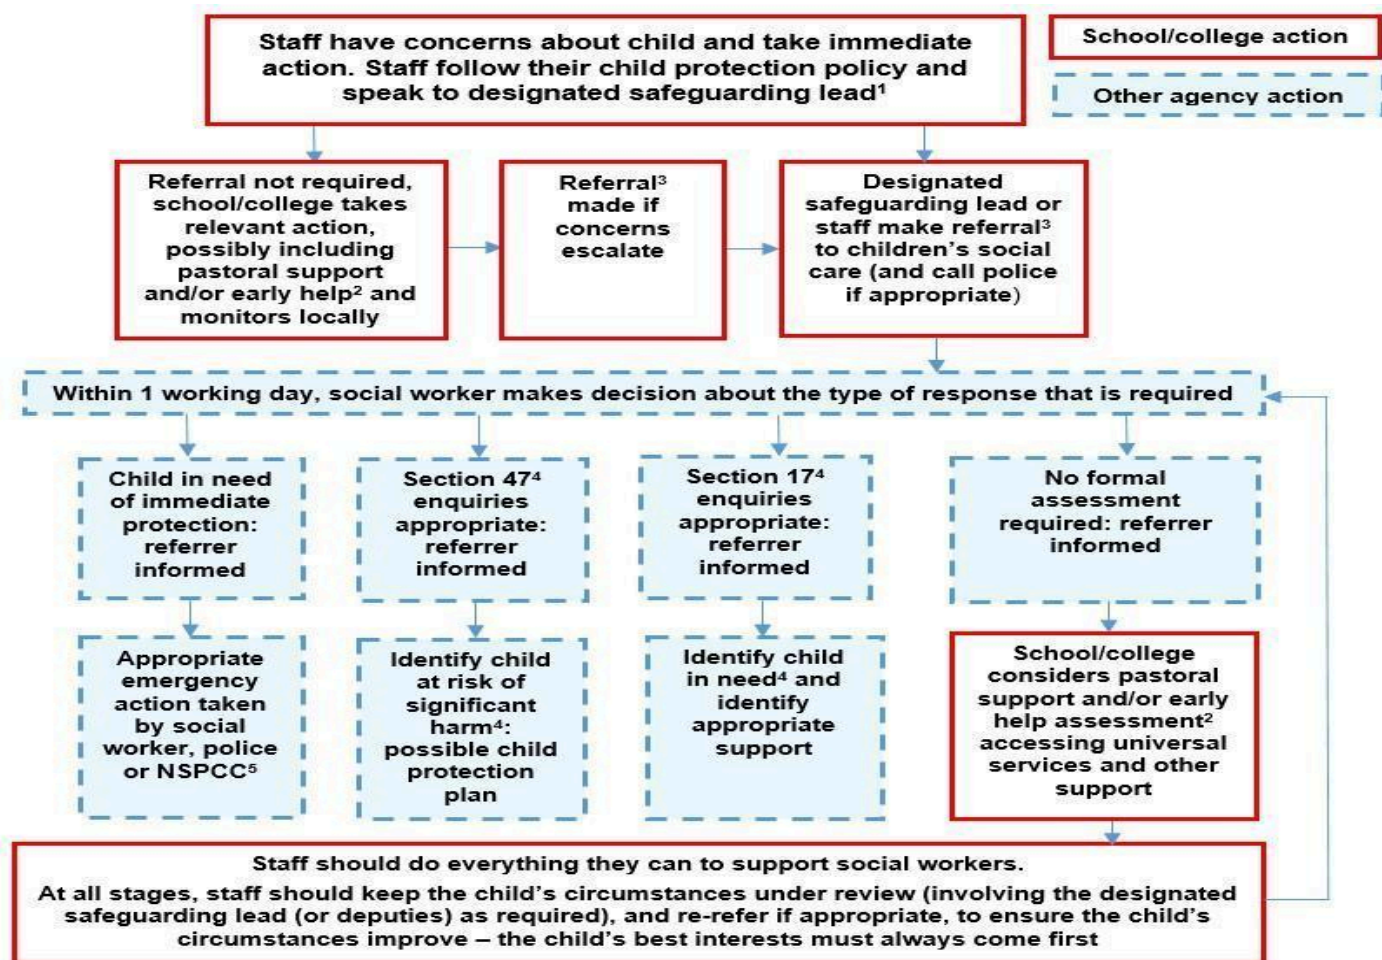 Staff have concerns about child and take immediate
action. Staff follow their child protection policy and
speak to designated safeguarding lead¹
School/college action
Other agency action
Referral not required,
school/college takes
relevant action,
possibly including
pastoral support
and/or early help² and
monitors locally
Referral³
made if
concerns
escalate
Designated
safeguarding lead or
staff make referral³
to children’s social
care (and call police
if appropriate)
Within 1 working day, social worker makes decision about the type of response that is required
Child in need
of immediate
protection:
referrer
informed
Section 47⁴
enquiries
appropriate:
referrer
informed
Section 17⁴
enquiries
appropriate:
referrer
informed
No formal
assessment
required: referrer
informed
Appropriate
emergency
action taken
by social
worker, police
or NSPCC⁵
Identify child
at risk of
significant
harm⁴:
possible child
protection
plan
Identify child
in need⁴ and
identify
appropriate
support
School/college
considers pastoral
support and/or early
help assessment²
accessing universal
services and other
support
Staff should do everything they can to support social workers.
At all stages, staff should keep the child’s circumstances under review (involving the designated
safeguarding lead (or deputies) as required), and re-refer if appropriate, to ensure the child’s
circumstances improve – the child’s best interests must always come first